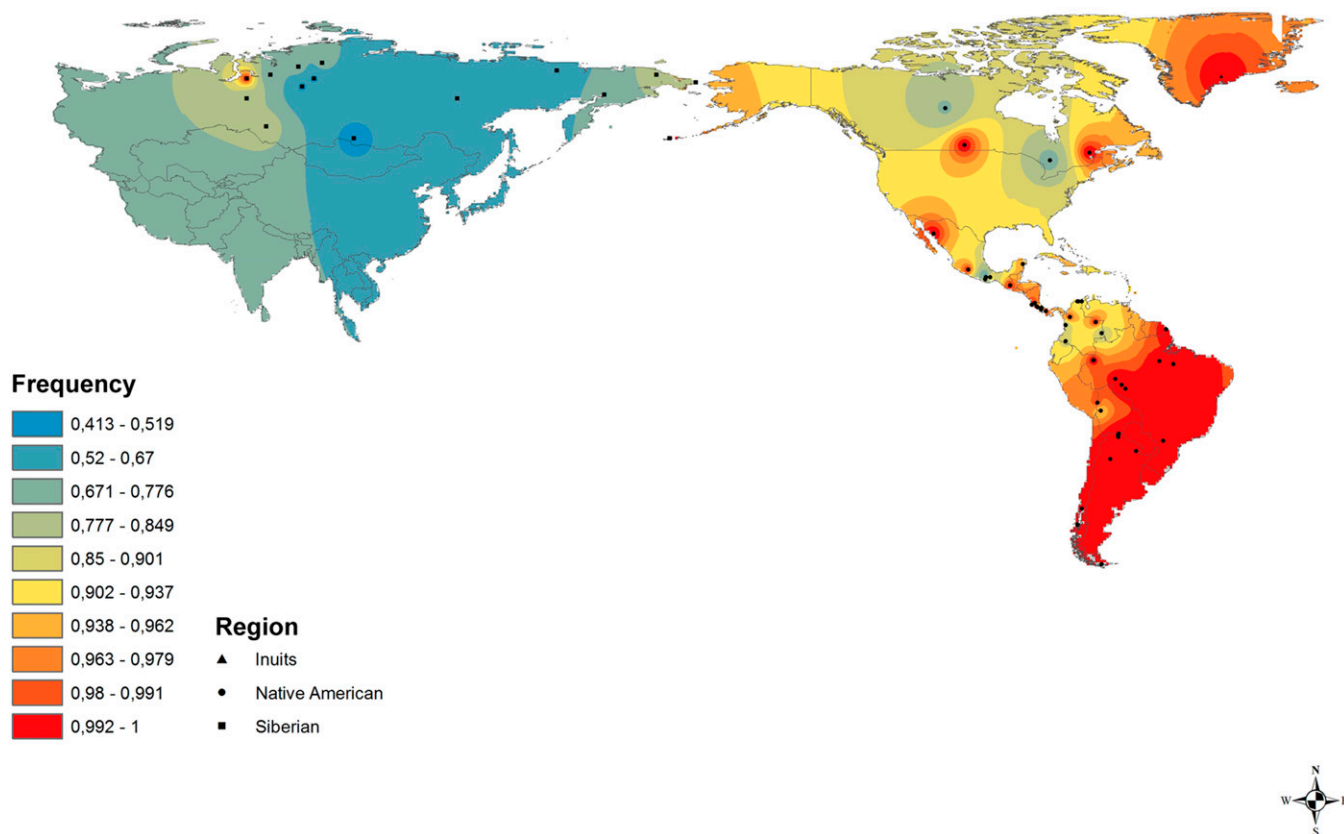 Frequency
0,413 - 0,519
0,52 - 0,67
0,671 - 0,776
0,777 - 0,849
0,85 - 0,901
0,902 - 0,937
0,938 - 0,962
0,963 - 0,979
0,98 - 0,991
0,992 - 1
Region
Inuits
Native American
Siberian
N
W E
S